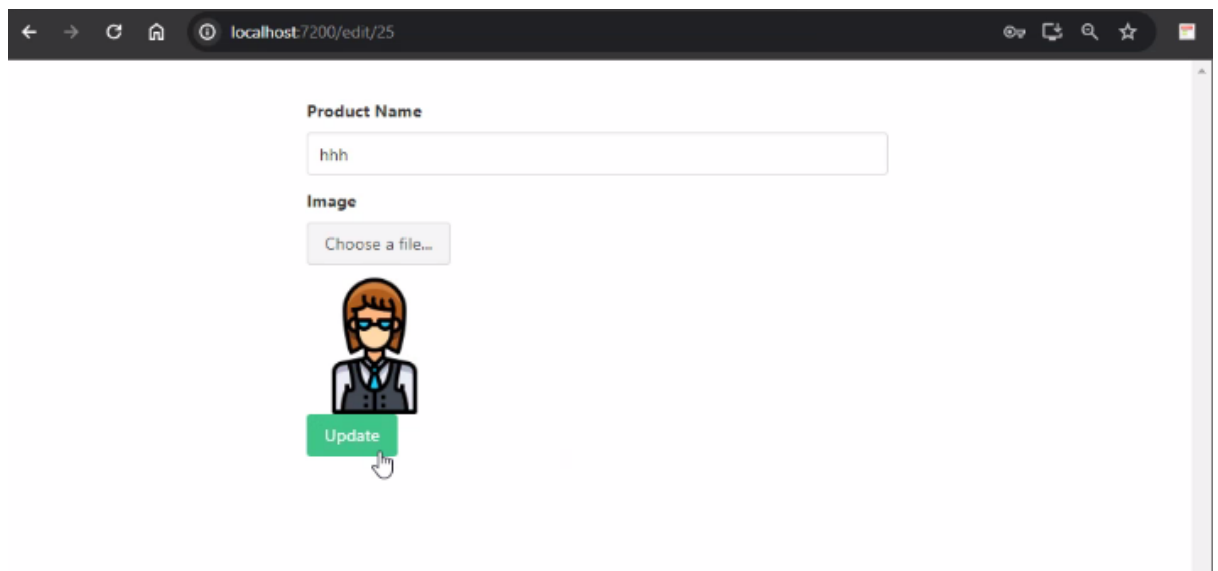 localhost:7200/edit/25
Product Name
hhh
Image
Choose a file...
Update